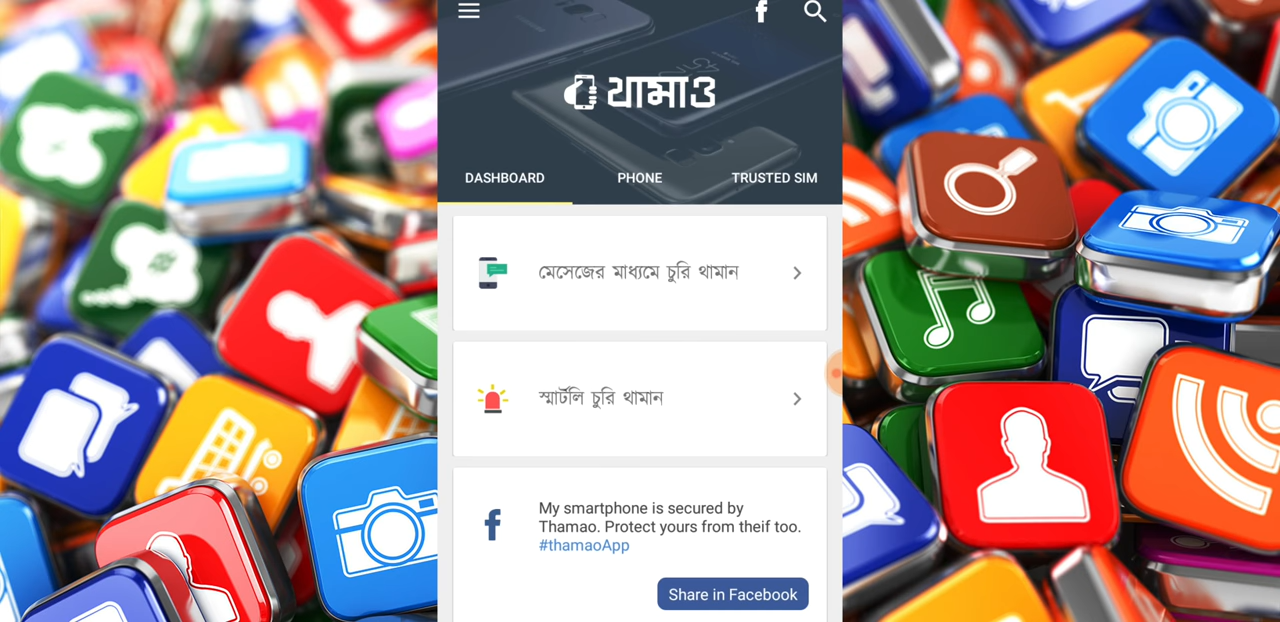 থামাও
DASHBOARD PHONE TRUSTED SIM
মেসেজের মাধ্যমে চুরি থামান
স্মার্টলি চুরি থামান
My smartphone is secured by
Thamao. Protect yours from theif too.
#thamaoApp
Share in Facebook